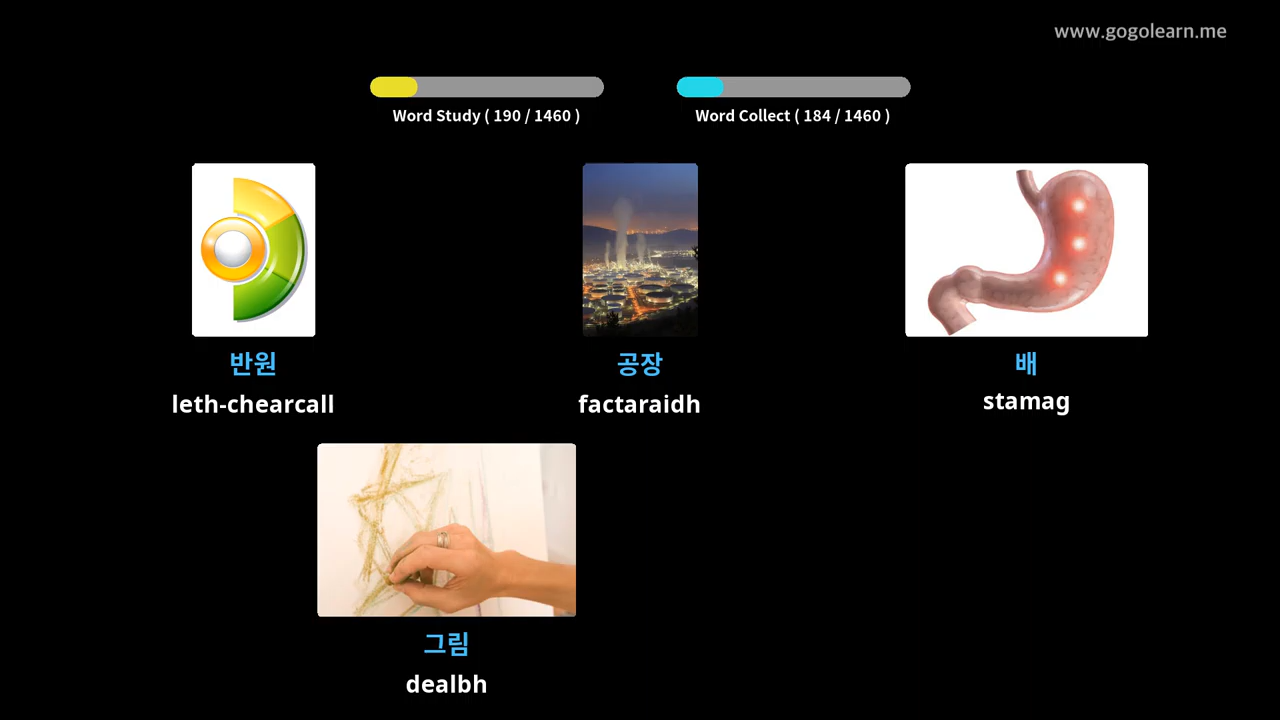 www.gogolearn.me
Word Study ( 190 / 1460 )
Word Collect ( 184 / 1460 )
반원
leth-chearcall
공장
factaraidh
배
stamag
그림
dealbh